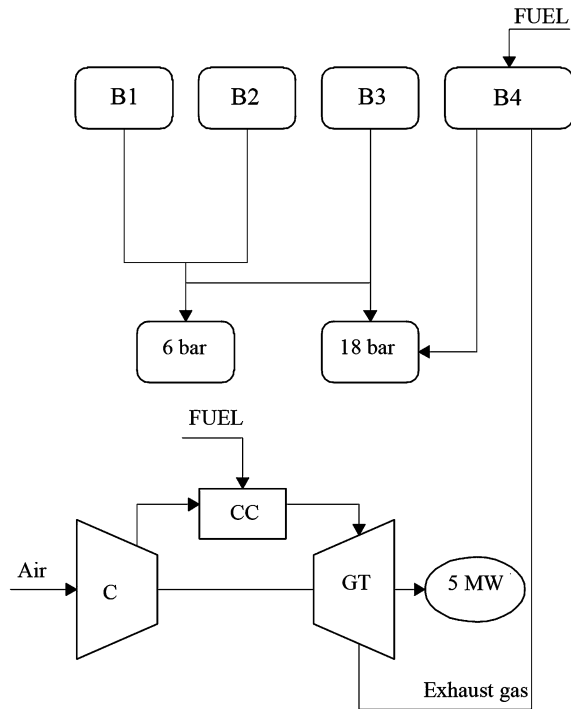 FUEL
B1
B2
B3
B4
6 bar
18 bar
FUEL
CC
Air
C
GT
5 MW
Exhaust gas